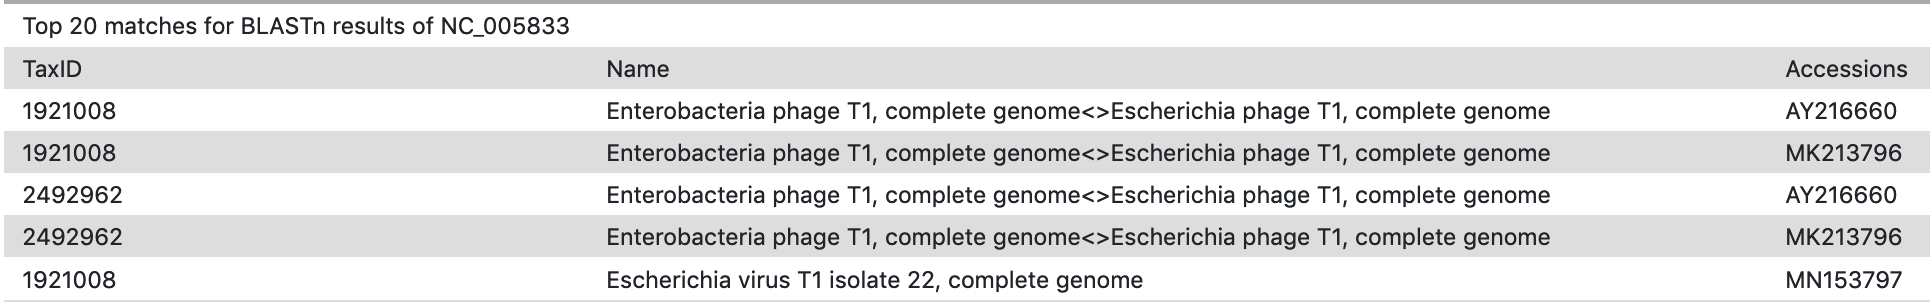 Top 20 matches for BLASTn results of NC_005833
TaxID Name Accessions
1921008 Enterobacteria phage T1, complete genome<>Escherichia phage T1, complete genome AY216660
1921008 Enterobacteria phage T1, complete genome<>Escherichia phage T1, complete genome MK213796
2492962 Enterobacteria phage T1, complete genome<>Escherichia phage T1, complete genome AY216660
2492962 Enterobacteria phage T1, complete genome<>Escherichia phage T1, complete genome MK213796
1921008 Escherichia virus T1 isolate 22, complete genome MN153797